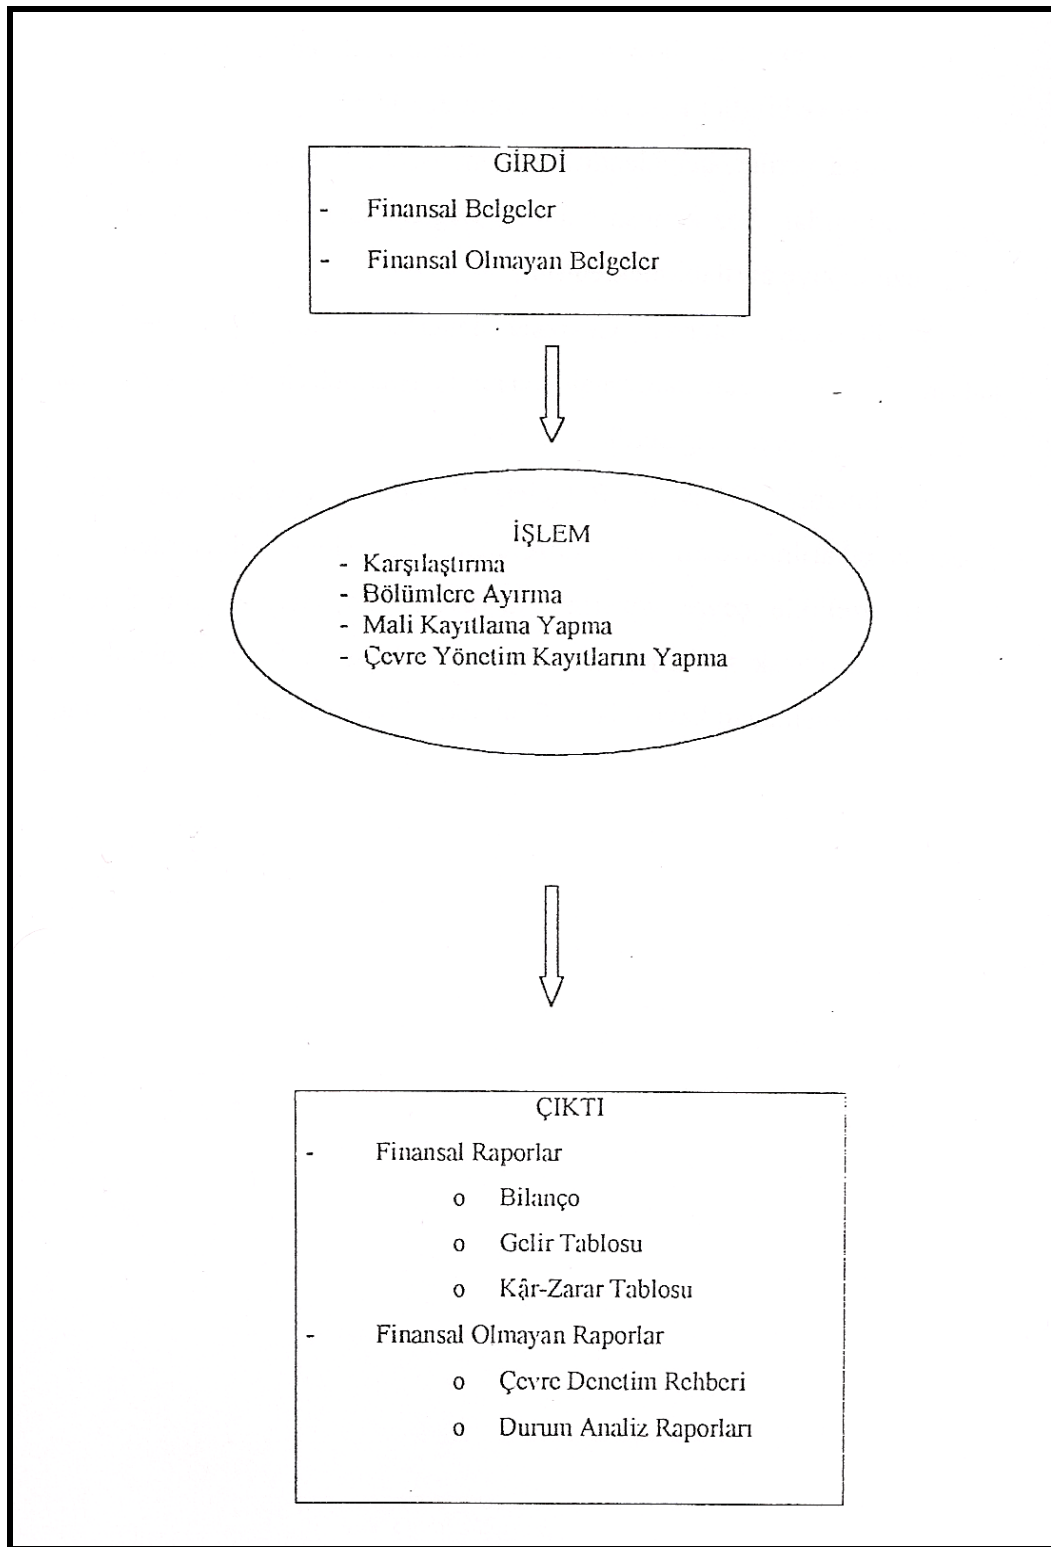 GİRDİ
- Finansal Belgeler
- Finansal Olmayan Belgeler
İŞLEM
- Karşılaştırma
- Bölümlere Ayırma
- Mali Kayıtlama Yapma
- Çevre Yönetim Kayıtlarını Yapma
ÇIKTI
- Finansal Raporlar
o Bilanço
o Gelir Tablosu
o Kâr-Zarar Tablosu
- Finansal Olmayan Raporlar
o Çevre Denetim Rehberi
o Durum Analiz Raporları